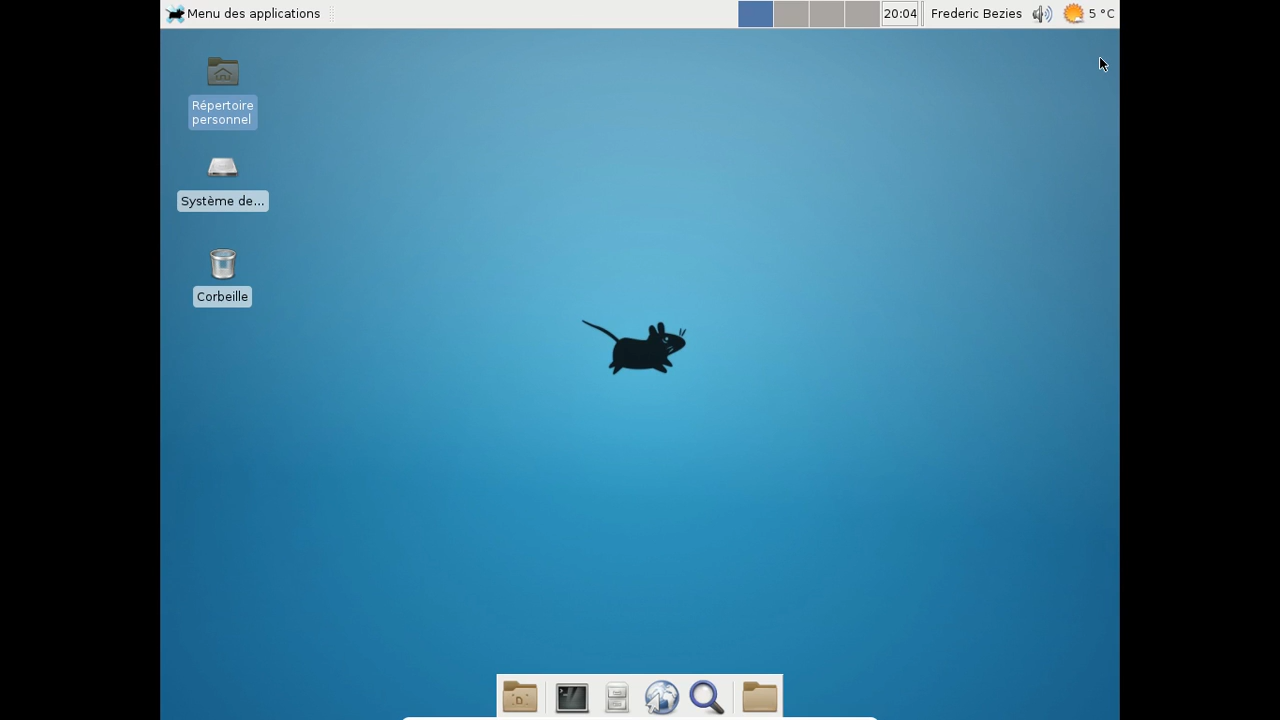 Menu des applications
20:04
Frederic Bezies
5 °C
Répertoire
personnel
Système de...
Corbeille